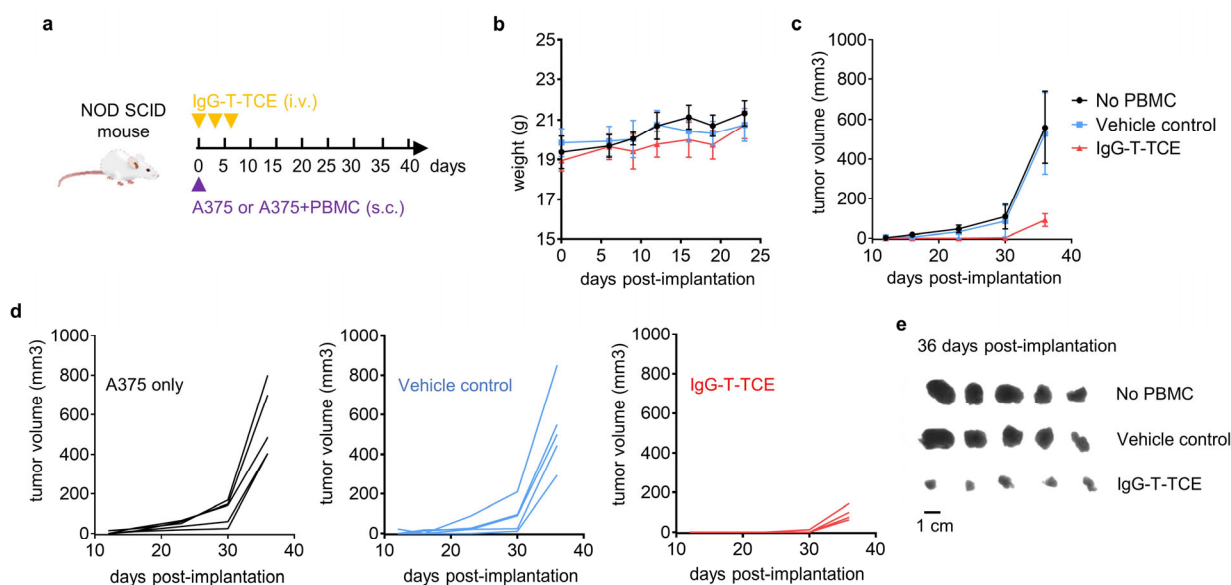 a
NOD SCID
mouse
IgG-T-TCE (i.v.)
0 5 10 15 20 25 30 35 40 days
A375 or A375+PBMC (s.c.)
b
weight (g)
25
23
21
19
17
15
0 5 10 15 20 25
days post-implantation
c
tumor volume (mm3)
1000
800
600
400
200
0
10 20 30 40
days post-implantation
No PBMC
Vehicle control
IgG-T-TCE
d
tumor volume (mm3)
1000
800
600
400
200
0
A375 only
10 20 30 40
days post-implantation
tumor volume (mm3)
1000
800
600
400
200
0
Vehicle control
10 20 30 40
days post-implantation
tumor volume (mm3)
1000
800
600
400
200
0
IgG-T-TCE
10 20 30 40
days post-implantation
e
36 days post-implantation
No PBMC
Vehicle control
IgG-T-TCE
1 cm